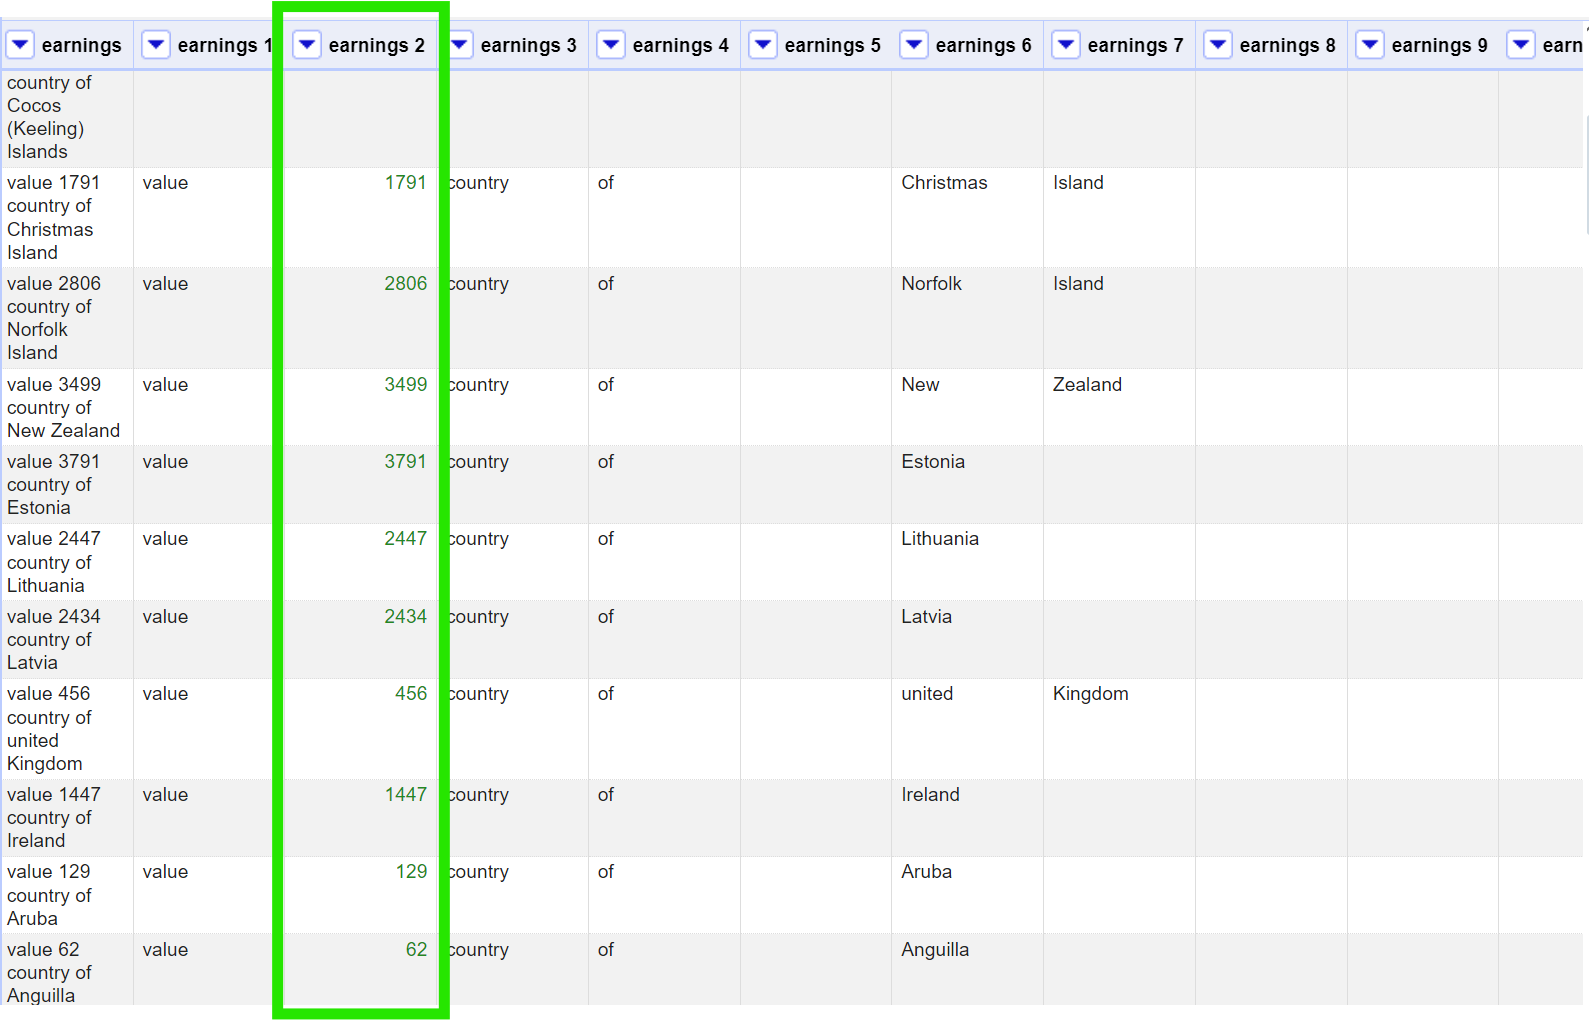 earnings earnings 1 earnings 2 earnings 3 earnings 4 earnings 5 earnings 6 earnings 7 earnings 8 earnings 9 earn
country of
Cocos
(Keeling)
Islands
value 1791 value 1791 country of Christmas Island
country of
Christmas
Island
value 2806 value 2806 country of Norfolk Island
country of
Norfolk
Island
value 3499 value 3499 country of New Zealand
country of
New Zealand
value 3791 value 3791 country of Estonia
country of
Estonia
value 2447 value 2447 country of Lithuania
country of
Lithuania
value 2434 value 2434 country of Latvia
country of
Latvia
value 456 value 456 country of united Kingdom
country of
united
Kingdom
value 1447 value 1447 country of Ireland
country of
Ireland
value 129 value 129 country of Aruba
country of
Aruba
value 62 value 62 country of Anguilla
country of
Anguilla